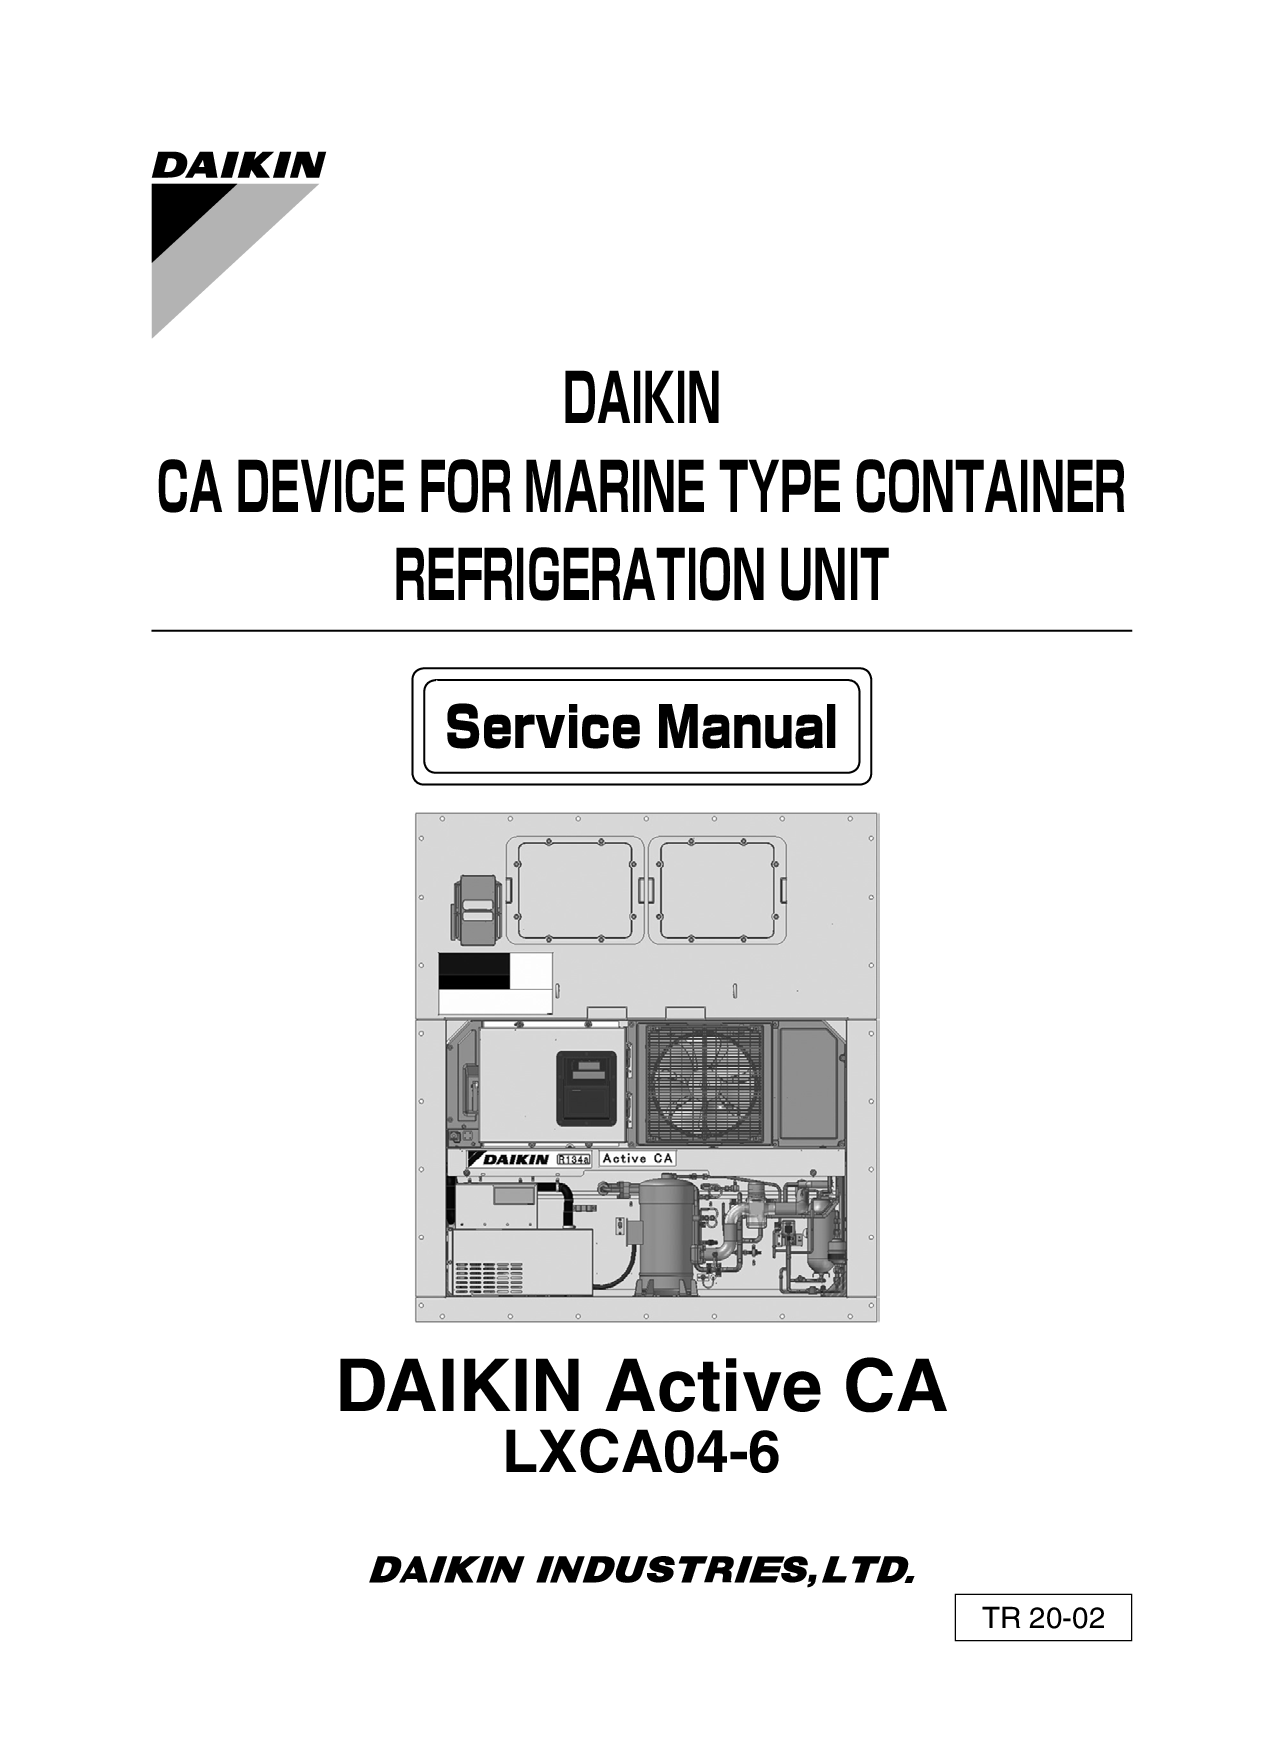 DAIKIN
DAIKIN
CA DEVICE FOR MARINE TYPE CONTAINER
REFRIGERATION UNIT
Service Manual
DAIKIN R134a Active CA
DAIKIN Active CA
LXCA04-6
DAIKIN INDUSTRIES, LTD.
TR 20-02